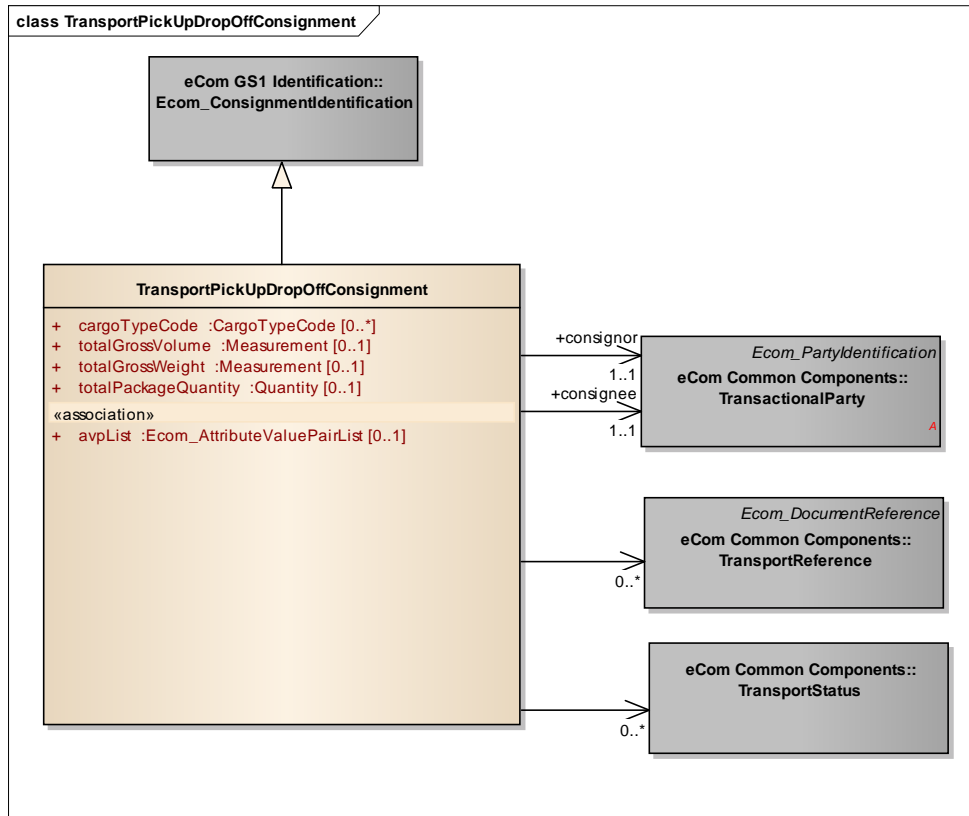 class TransportPickUpDropOffConsignment
eCom GS1 Identification::
Ecom_ConsignmentIdentification
TransportPickUpDropOffConsignment
+ cargoTypeCode :CargoTypeCode [0..*]
+ totalGrossVolume :Measurement [0..1]
+ totalGrossWeight :Measurement [0..1]
+ totalPackageQuantity :Quantity [0..1]
«association»
+ avpList :Ecom_AttributeValuePairList [0..1]
+consignor
1..1
+consignee
1..1
Ecom_PartyIdentification
eCom Common Components::
TransactionalParty
A
Ecom_DocumentReference
eCom Common Components::
TransportReference
0..*
eCom Common Components::
TransportStatus
0..*